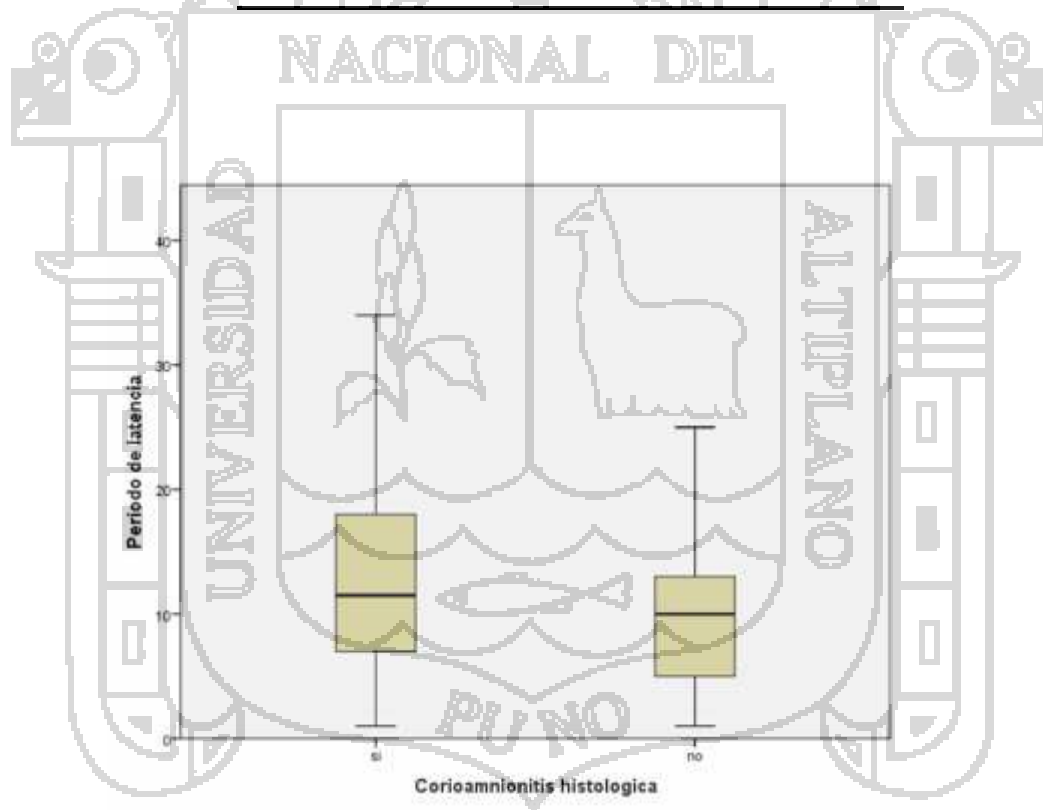 NACIONAL DEL
UNIVERSIDAD
ALTIPLANO
PUNO
Periodo de latencia
40
30
20
10
0
si
no
Corioamnionitis histologica